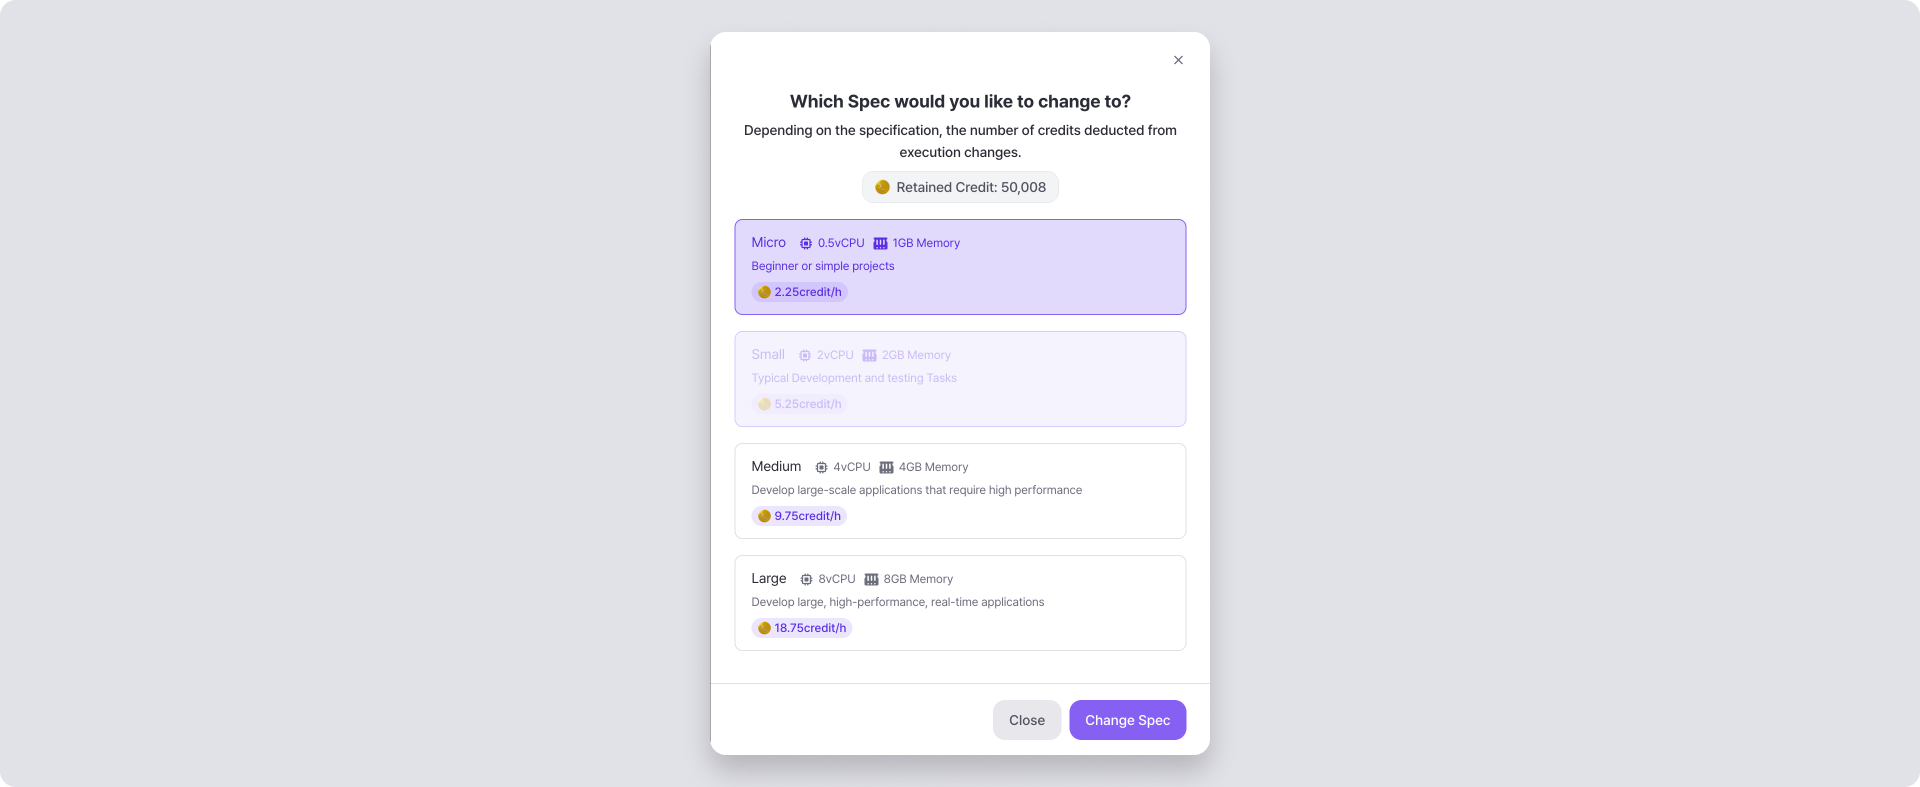 Which Spec would you like to change to?
Depending on the specification, the number of credits deducted from
execution changes.
Retained Credit: 50,008
Micro 0.5vCPU 1GB Memory
Beginner or simple projects
2.25credit/h
Small 2vCPU 2GB Memory
Typical Development and testing Tasks
5.25credit/h
Medium 4vCPU 4GB Memory
Develop large-scale applications that require high performance
9.75credit/h
Large 8vCPU 8GB Memory
Develop large, high-performance, real-time applications
18.75credit/h
Close Change Spec